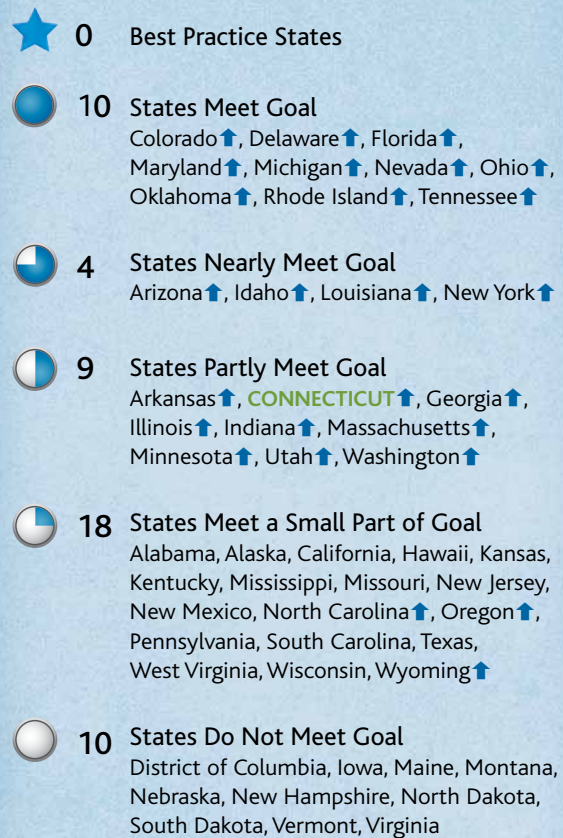 0 Best Practice States
10 States Meet Goal
Colorado⬆, Delaware⬆, Florida⬆,
Maryland⬆, Michigan⬆, Nevada⬆, Ohio⬆,
Oklahoma⬆, Rhode Island⬆, Tennessee⬆
4 States Nearly Meet Goal
Arizona⬆, Idaho⬆, Louisiana⬆, New York⬆
9 States Partly Meet Goal
Arkansas⬆, CONNECTICUT⬆, Georgia⬆,
Illinois⬆, Indiana⬆, Massachusetts⬆,
Minnesota⬆, Utah⬆, Washington⬆
18 States Meet a Small Part of Goal
Alabama, Alaska, California, Hawaii, Kansas,
Kentucky, Mississippi, Missouri, New Jersey,
New Mexico, North Carolina⬆, Oregon⬆,
Pennsylvania, South Carolina, Texas,
West Virginia, Wisconsin, Wyoming⬆
10 States Do Not Meet Goal
District of Columbia, Iowa, Maine, Montana,
Nebraska, New Hampshire, North Dakota,
South Dakota, Vermont, Virginia